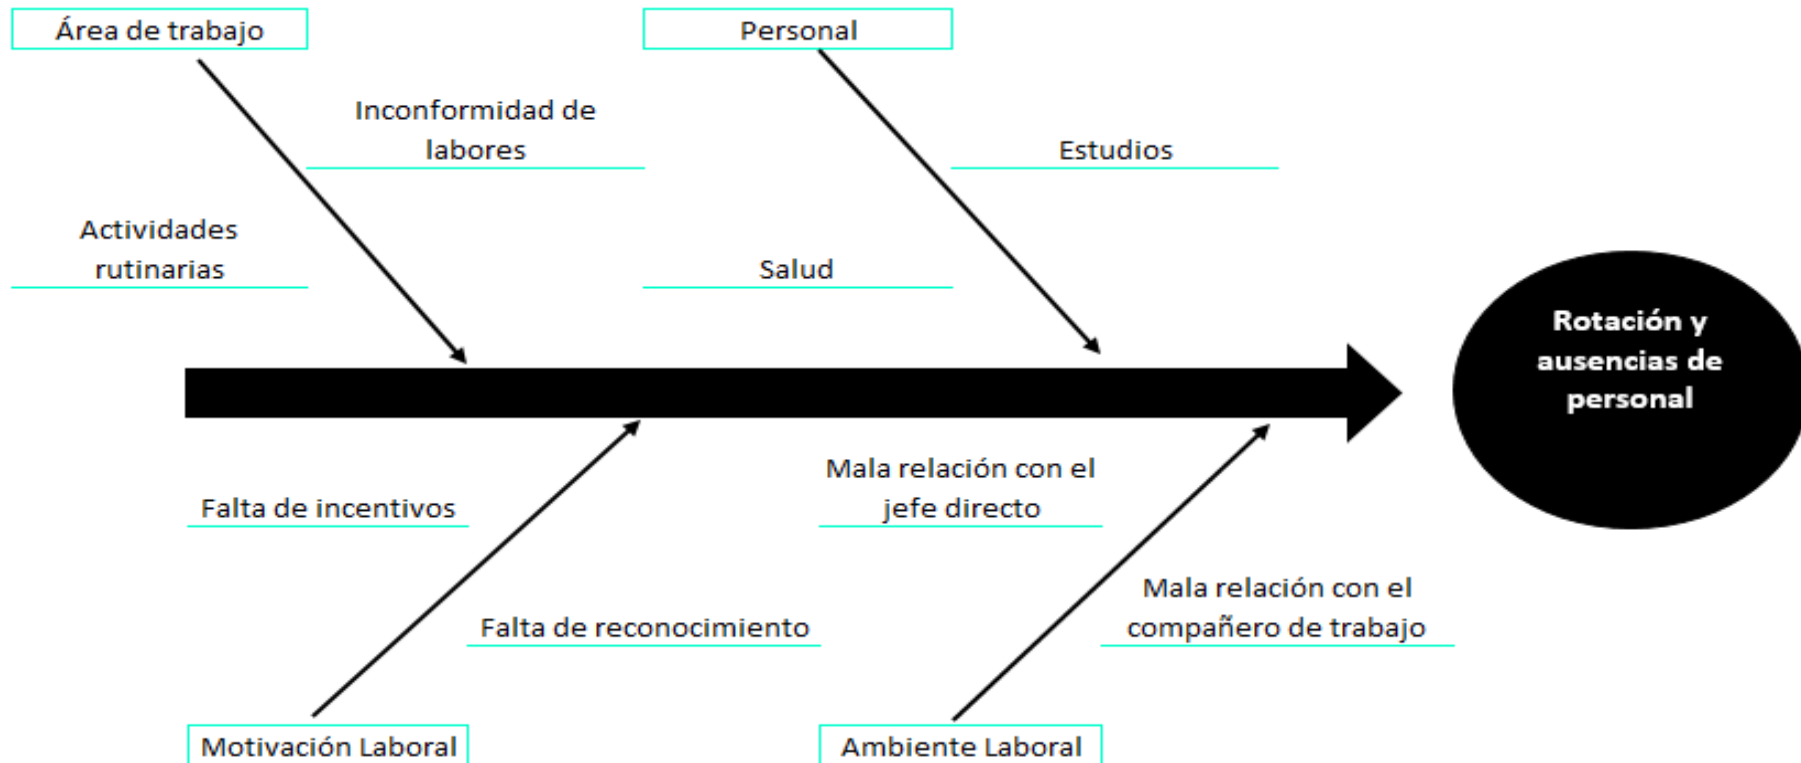 Área de trabajo
Personal
Inconformidad de
labores
Estudios
Actividades
rutinarias
Salud
Rotación y
ausencias de
personal
Falta de incentivos
Mala relación con el
jefe directo
Falta de reconocimiento
Mala relación con el
compañero de trabajo
Motivación Laboral
Ambiente Laboral